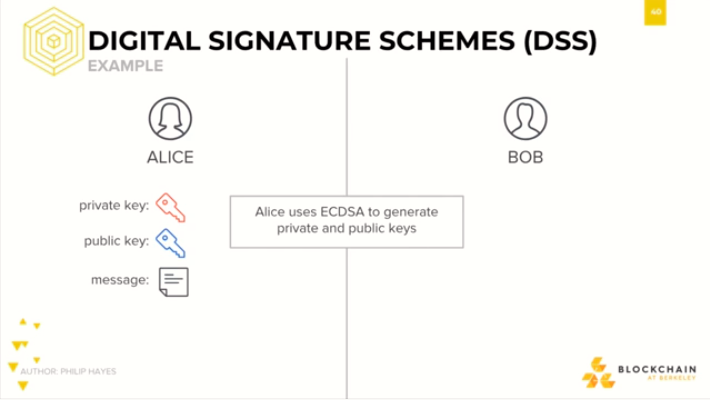 40
DIGITAL SIGNATURE SCHEMES (DSS)
EXAMPLE
ALICE
BOB
private key:
public key:
message:
Alice uses ECDSA to generate
private and public keys
AUTHOR: PHILIP HAYES
BLOCKCHAIN
AT BERKELEY